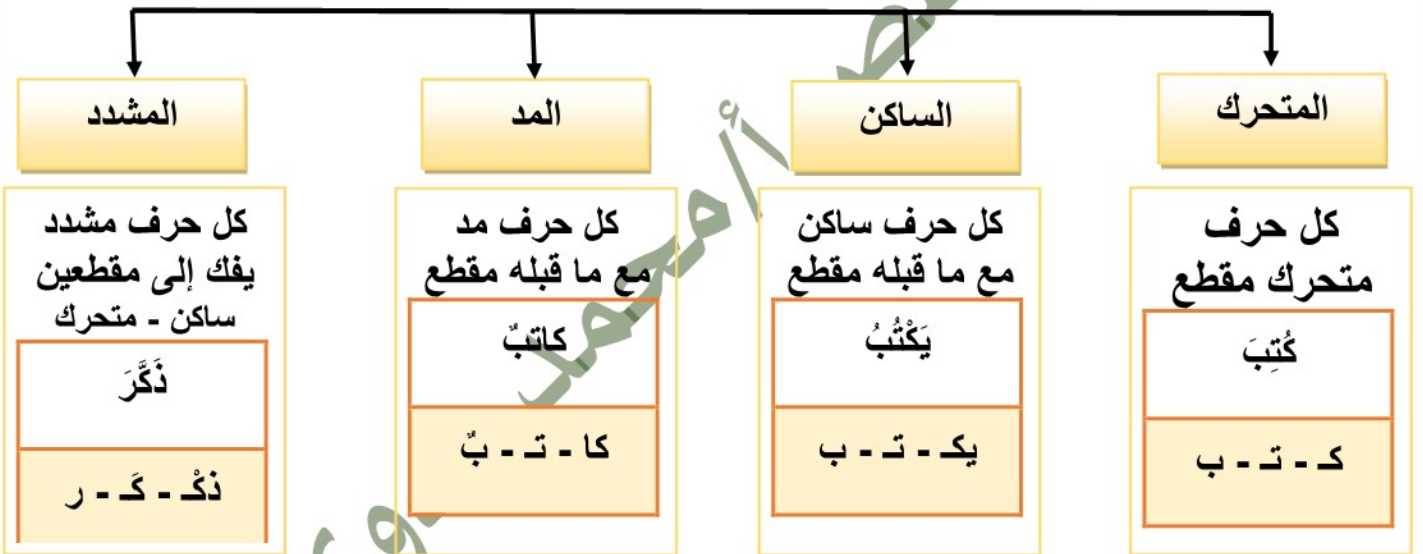 المتحرك
كل حرف
متحرك مقطع
كُتِبَ
كـ - تـ - ب
الساكن
كل حرف ساكن
مع ما قبله مقطع
يَكْتُبُ
يكـ - تـ - ب
المد
كل حرف مد
مع ما قبله مقطع
كاتبٌ
كا - تـ - بٌ
المشدد
كل حرف مشدد
يفك إلى مقطعين
ساكن - متحرك
ذَكَّرَ
ذكْـ - كَـ - ر
أ/محمد